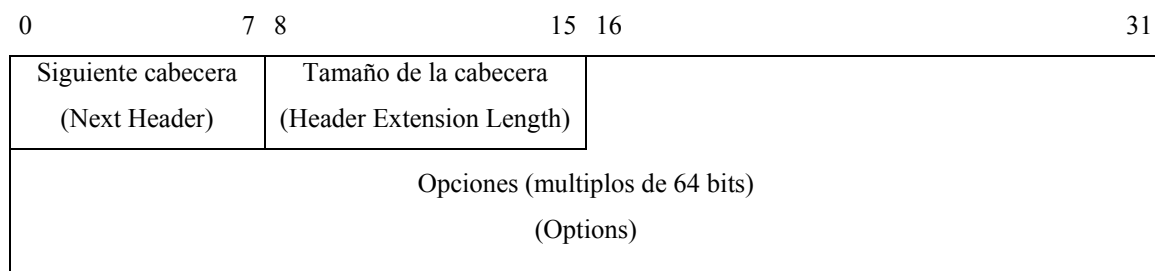 0 7 8 15 16 31
Siguiente cabecera Tamaño de la cabecera
(Next Header) (Header Extension Length)
Opciones (multiplos de 64 bits)
(Options)